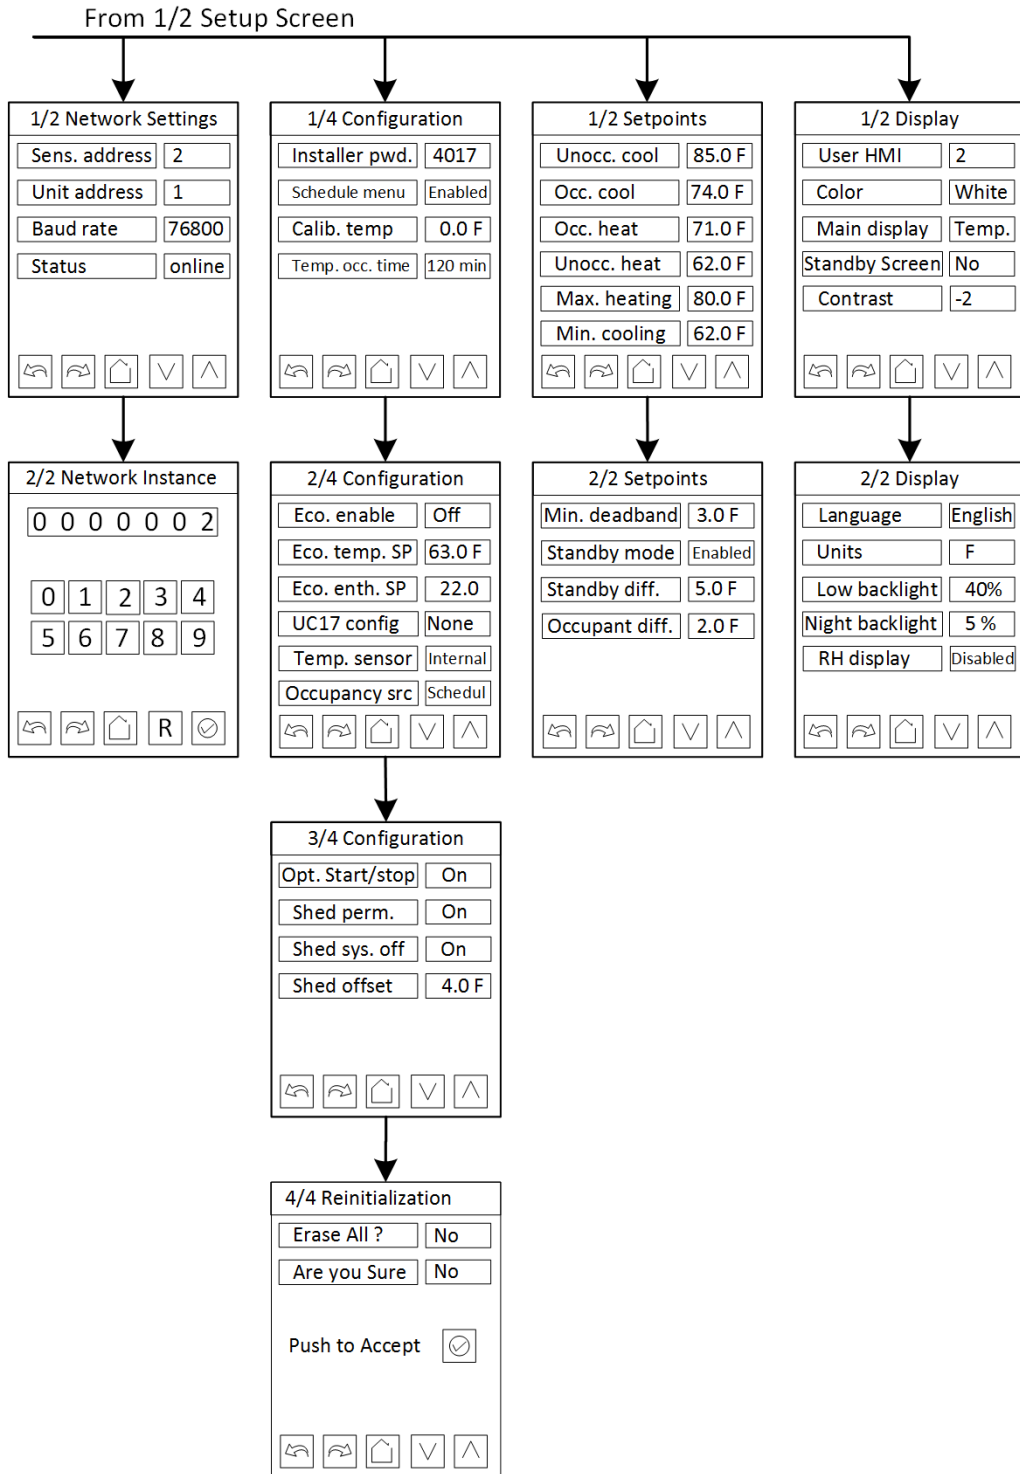 From 1/2 Setup Screen
1/2 Network Settings
Sens. address 2
Unit address 1
Baud rate 76800
Status online
1/4 Configuration
Installer pwd. 4017
Schedule menu Enabled
Calib. temp 0.0 F
Temp. occ. time 120 min
1/2 Setpoints
Unocc. cool 85.0 F
Occ. cool 74.0 F
Occ. heat 71.0 F
Unocc. heat 62.0 F
Max. heating 80.0 F
Min. cooling 62.0 F
1/2 Display
User HMI 2
Color White
Main display Temp.
Standby Screen No
Contrast -2
2/2 Network Instance
0 0 0 0 0 0 2
0 1 2 3 4
5 6 7 8 9
R
2/4 Configuration
Eco. enable Off
Eco. temp. SP 63.0 F
Eco. enth. SP 22.0
UC17 config None
Temp. sensor Internal
Occupancy src Schedul
2/2 Setpoints
Min. deadband 3.0 F
Standby mode Enabled
Standby diff. 5.0 F
Occupant diff. 2.0 F
2/2 Display
Language English
Units F
Low backlight 40%
Night backlight 5 %
RH display Disabled
3/4 Configuration
Opt. Start/stop On
Shed perm. On
Shed sys. off On
Shed offset 4.0 F
4/4 Reinitialization
Erase All ? No
Are you Sure No
Push to Accept